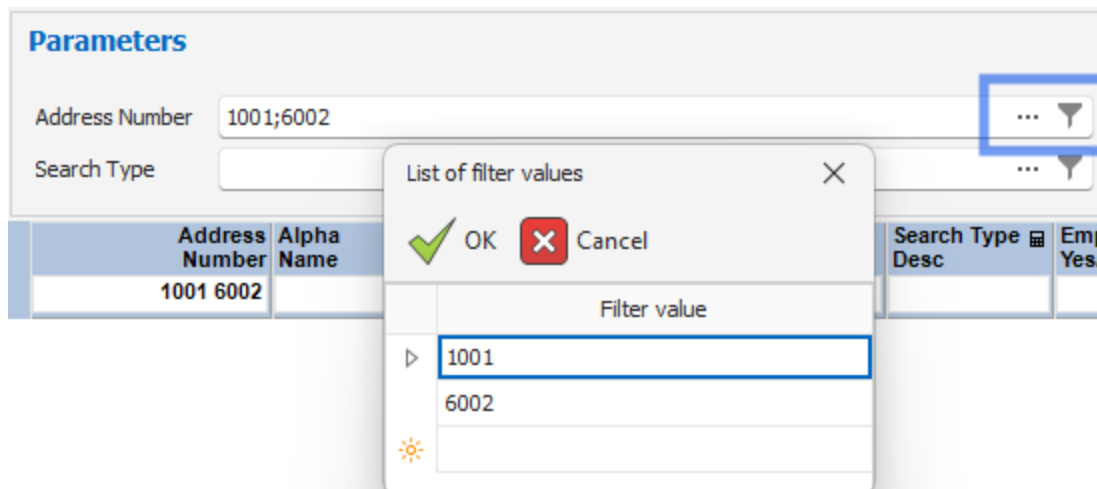 Parameters
Address Number 1001;6002 ...
Search Type ...
List of filter values
OK Cancel
Address Number
Alpha Name
Search Type Desc
1001 6002
Filter value
1001
6002